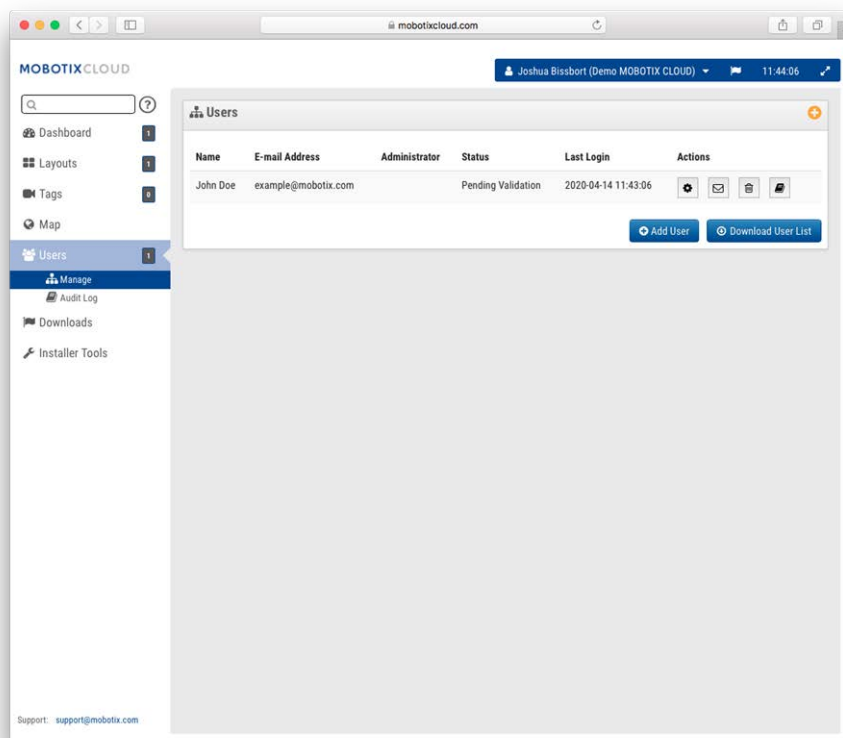 mobotixcloud.com
MOBOTIXCLOUD
Joshua Bissbort (Demo MOBOTIX CLOUD)
11:44:06
?
Dashboard
1
Layouts
1
Tags
0
Map
Users
1
Manage
Audit Log
Downloads
Installer Tools
Users
Name E-mail Address Administrator Status Last Login Actions
John Doe example@mobotix.com Pending Validation 2020-04-14 11:43:06
Add User
Download User List
Support: support@mobotix.com